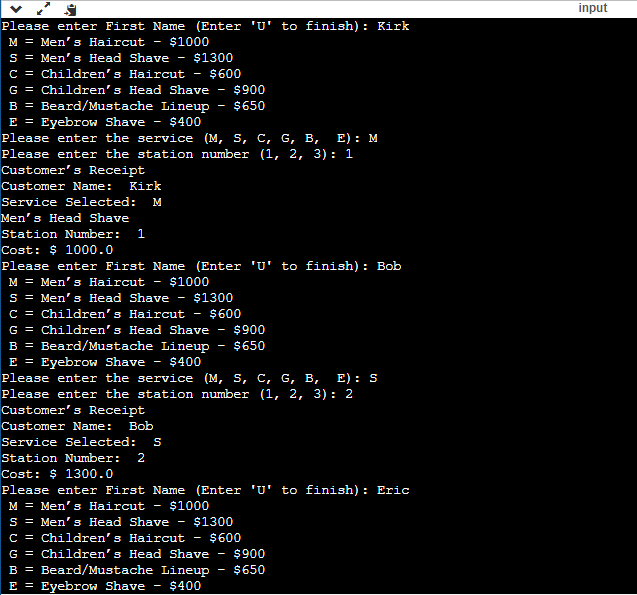 input
Please enter First Name (Enter 'U' to finish): Kirk
M = Men’s Haircut - $1000
S = Men’s Head Shave - $1300
C = Children’s Haircut - $600
G = Children’s Head Shave - $900
B = Beard/Mustache Lineup - $650
E = Eyebrow Shave - $400
Please enter the service (M, S, C, G, B,  E): M
Please enter the station number (1, 2, 3): 1
Customer’s Receipt
Customer Name:  Kirk
Service Selected:  M
Men’s Head Shave
Station Number:  1
Cost: $ 1000.0
Please enter First Name (Enter 'U' to finish): Bob
M = Men’s Haircut - $1000
S = Men’s Head Shave - $1300
C = Children’s Haircut - $600
G = Children’s Head Shave - $900
B = Beard/Mustache Lineup - $650
E = Eyebrow Shave - $400
Please enter the service (M, S, C, G, B,  E): S
Please enter the station number (1, 2, 3): 2
Customer’s Receipt
Customer Name:  Bob
Service Selected:  S
Station Number:  2
Cost: $ 1300.0
Please enter First Name (Enter 'U' to finish): Eric
M = Men’s Haircut - $1000
S = Men’s Head Shave - $1300
C = Children’s Haircut - $600
G = Children’s Head Shave - $900
B = Beard/Mustache Lineup - $650
E = Eyebrow Shave - $400